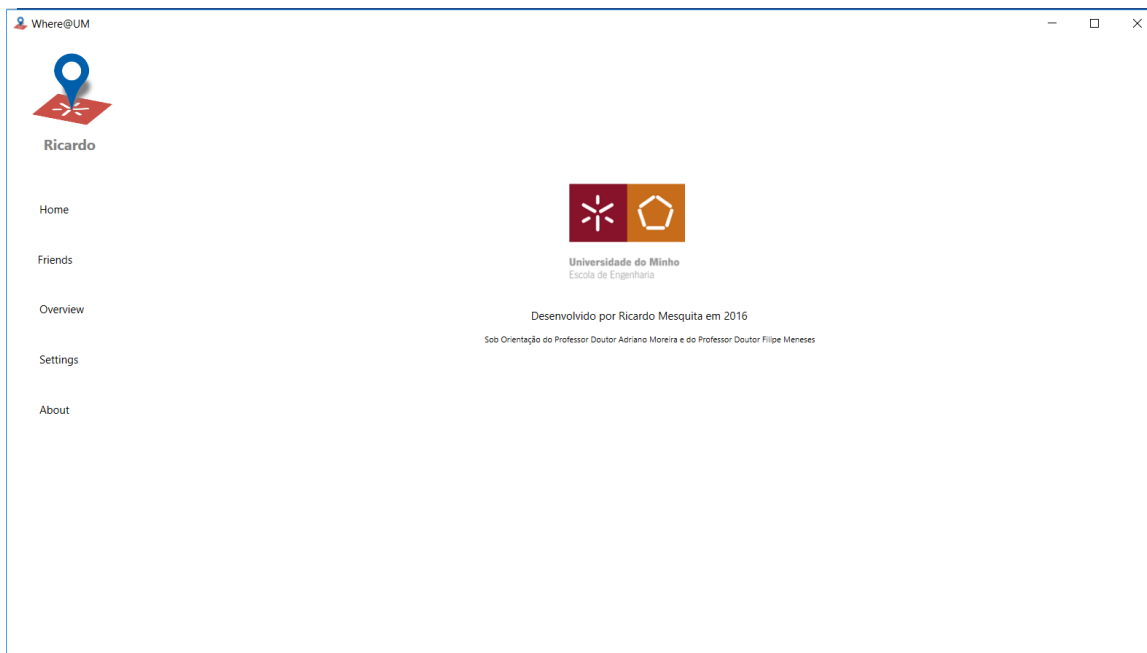 Where@UM
Ricardo
Home
Friends
Overview
Settings
About
Universidade do Minho
Escola de Engenharia
Desenvolvido por Ricardo Mesquita em 2016
Sob Orientação do Professor Doutor Adriano Moreira e do Professor Doutor Filipe Meneses